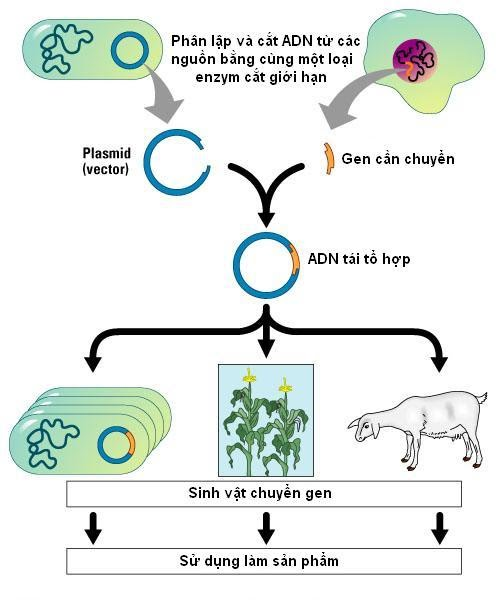 Phân lập và cắt ADN từ các
nguồn bằng cùng một loại
enzym cắt giới hạn
Plasmid
(vector)
Gen cần chuyển
ADN tái tổ hợp
Sinh vật chuyển gen
Sử dụng làm sản phẩm